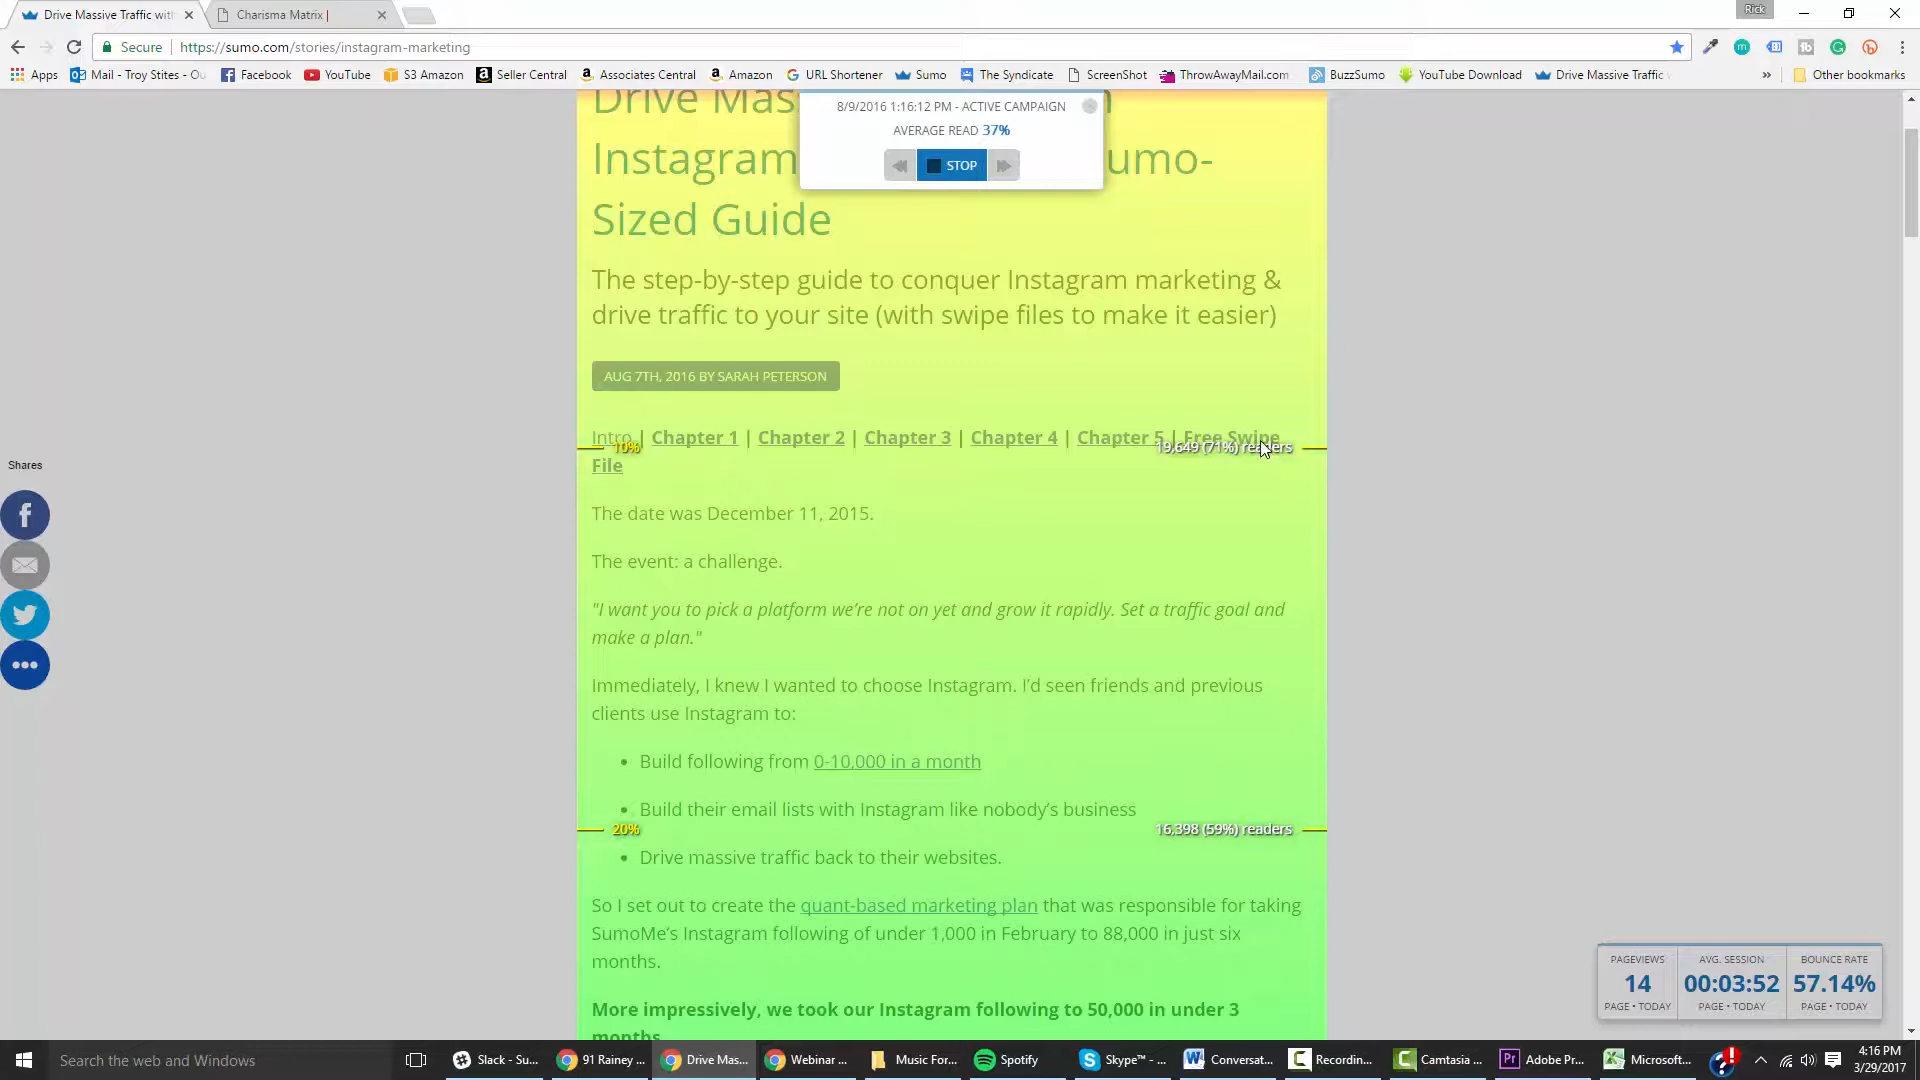 Drive Massive Traffic with
Charisma Matrix |
Rick
Secure
https://sumo.com/stories/instagram-marketing
Apps
Mail - Troy Stites - Ou
Facebook
YouTube
S3 Amazon
Seller Central
Associates Central
Amazon
URL Shortener
Sumo
The Syndicate
ScreenShot
ThrowAwayMail.com
BuzzSumo
YouTube Download
Drive Massive Traffic
»
Other bookmarks
8/9/2016 1:16:12 PM - ACTIVE CAMPAIGN
AVERAGE READ 37%
STOP
Drive Mas
Instagram umo-
Sized Guide
The step-by-step guide to conquer Instagram marketing &
drive traffic to your site (with swipe files to make it easier)
AUG 7TH, 2016 BY SARAH PETERSON
Intro | Chapter 1 | Chapter 2 | Chapter 3 | Chapter 4 | Chapter 5 | Free Swipe
10% 19,649 (71%) readers
File
The date was December 11, 2015.
The event: a challenge.
"I want you to pick a platform we're not on yet and grow it rapidly. Set a traffic goal and
make a plan."
Immediately, I knew I wanted to choose Instagram. I'd seen friends and previous
clients use Instagram to:
• Build following from 0-10,000 in a month
• Build their email lists with Instagram like nobody's business
20% 16,398 (59%) readers
• Drive massive traffic back to their websites.
So I set out to create the quant-based marketing plan that was responsible for taking
SumoMe's Instagram following of under 1,000 in February to 88,000 in just six
months.
More impressively, we took our Instagram following to 50,000 in under 3
months
Shares
PAGEVIEWS
14
PAGE • TODAY
AVG. SESSION
00:03:52
PAGE • TODAY
BOUNCE RATE
57.14%
PAGE • TODAY
Search the web and Windows
Slack - Su...
91 Rainey ...
Drive Mas...
Webinar ...
Music For...
Spotify
Skype™ - ...
Conversat...
Recordin...
Camtasia ...
Adobe Pr...
Microsoft...
4:16 PM
3/29/2017